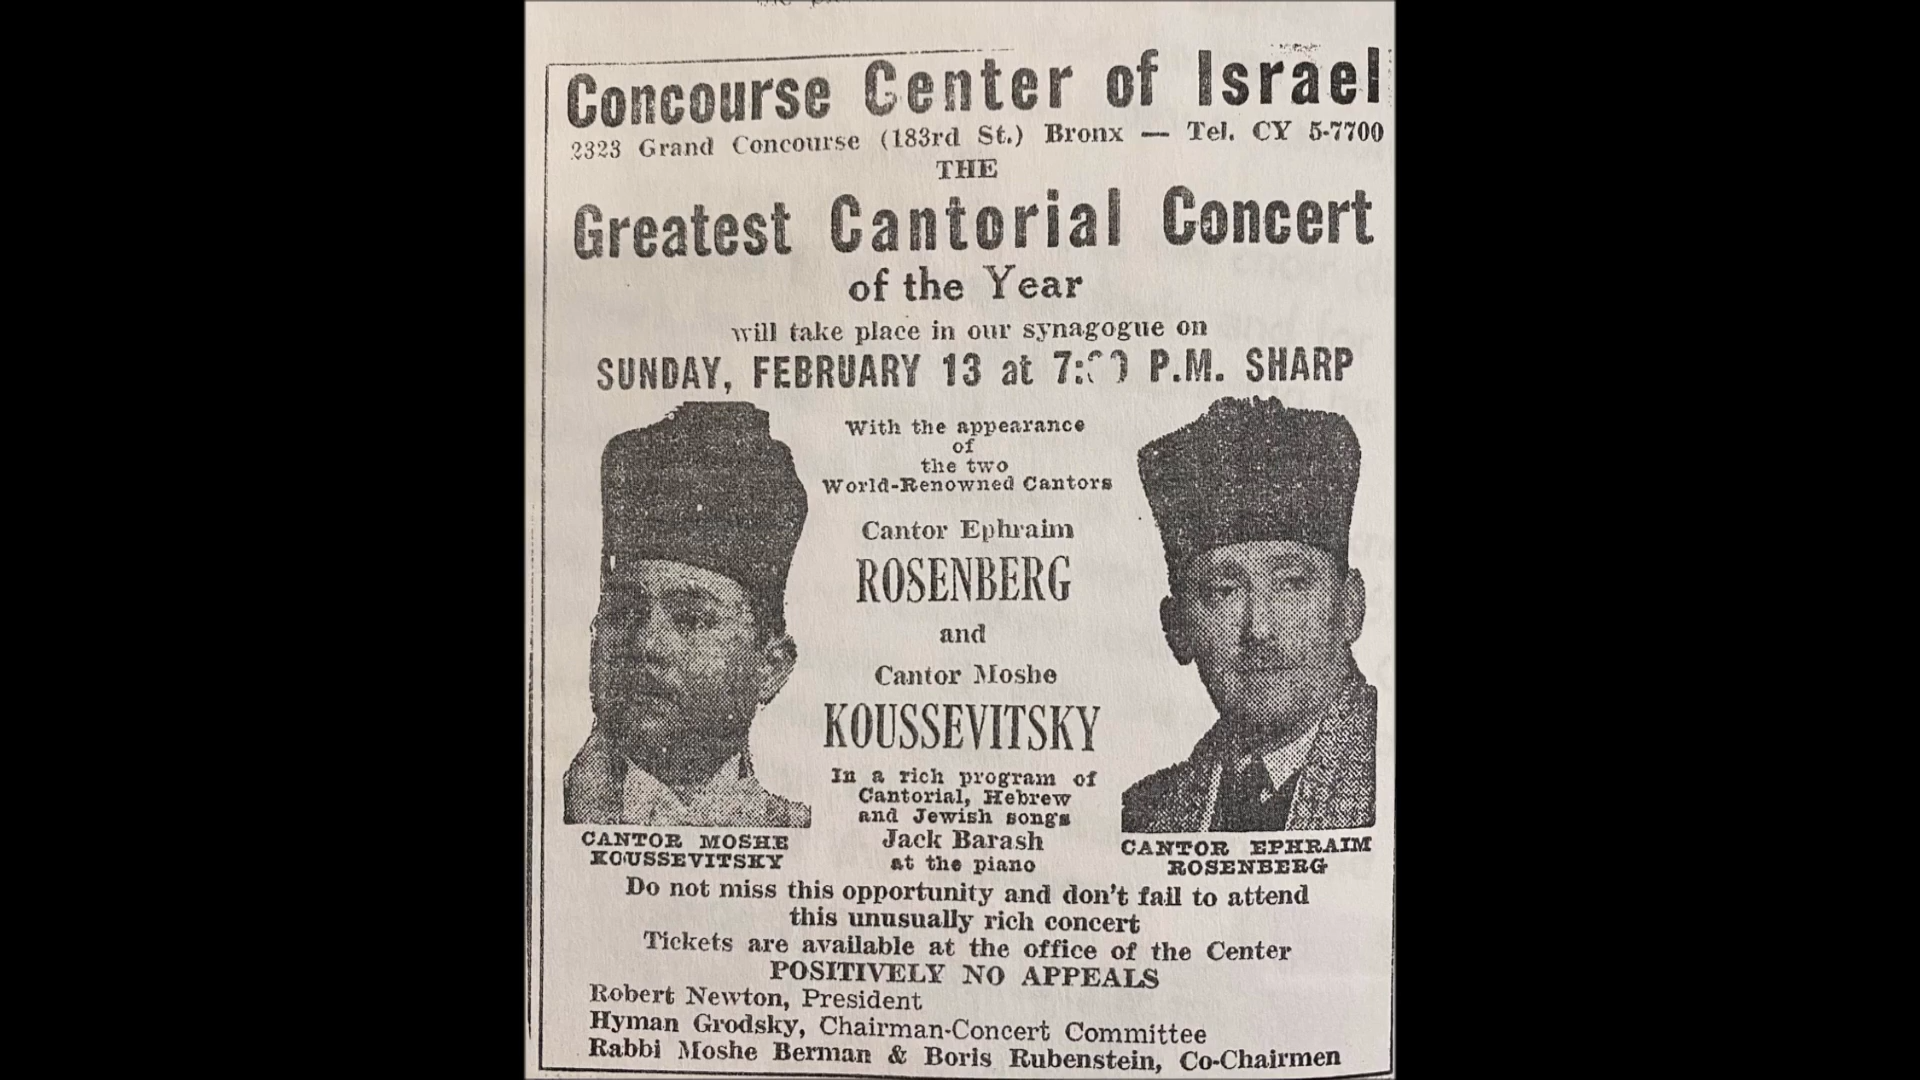 Concourse Center of Israel
2323 Grand Concourse (183rd St.) Bronx — Tel. CY 5-7700
THE
Greatest Cantorial Concert
of the Year
will take place in our synagogue on
SUNDAY, FEBRUARY 13 at P.M. SHARP
With the appearance
of
the two
World-Renowned Cantors
Cantor Ephraim
ROSENBERG
and
Cantor Moshe
KOUSSEVITSKY
In a rich program of
Cantorial, Hebrew
and Jewish songs
Jack Barash
at the piano
CANTOR MOSHE
KOUSSEVITSKY
CANTOR EPHRAIM
ROSENBERG
Do not miss this opportunity and don't fail to attend
this unusually rich concert
Tickets are available at the office of the Center
POSITIVELY NO APPEALS
Robert Newton, President
Hyman Grodsky, Chairman-Concert Committee
Rabbi Moshe Berman & Boris Rubenstein, Co-Chairmen